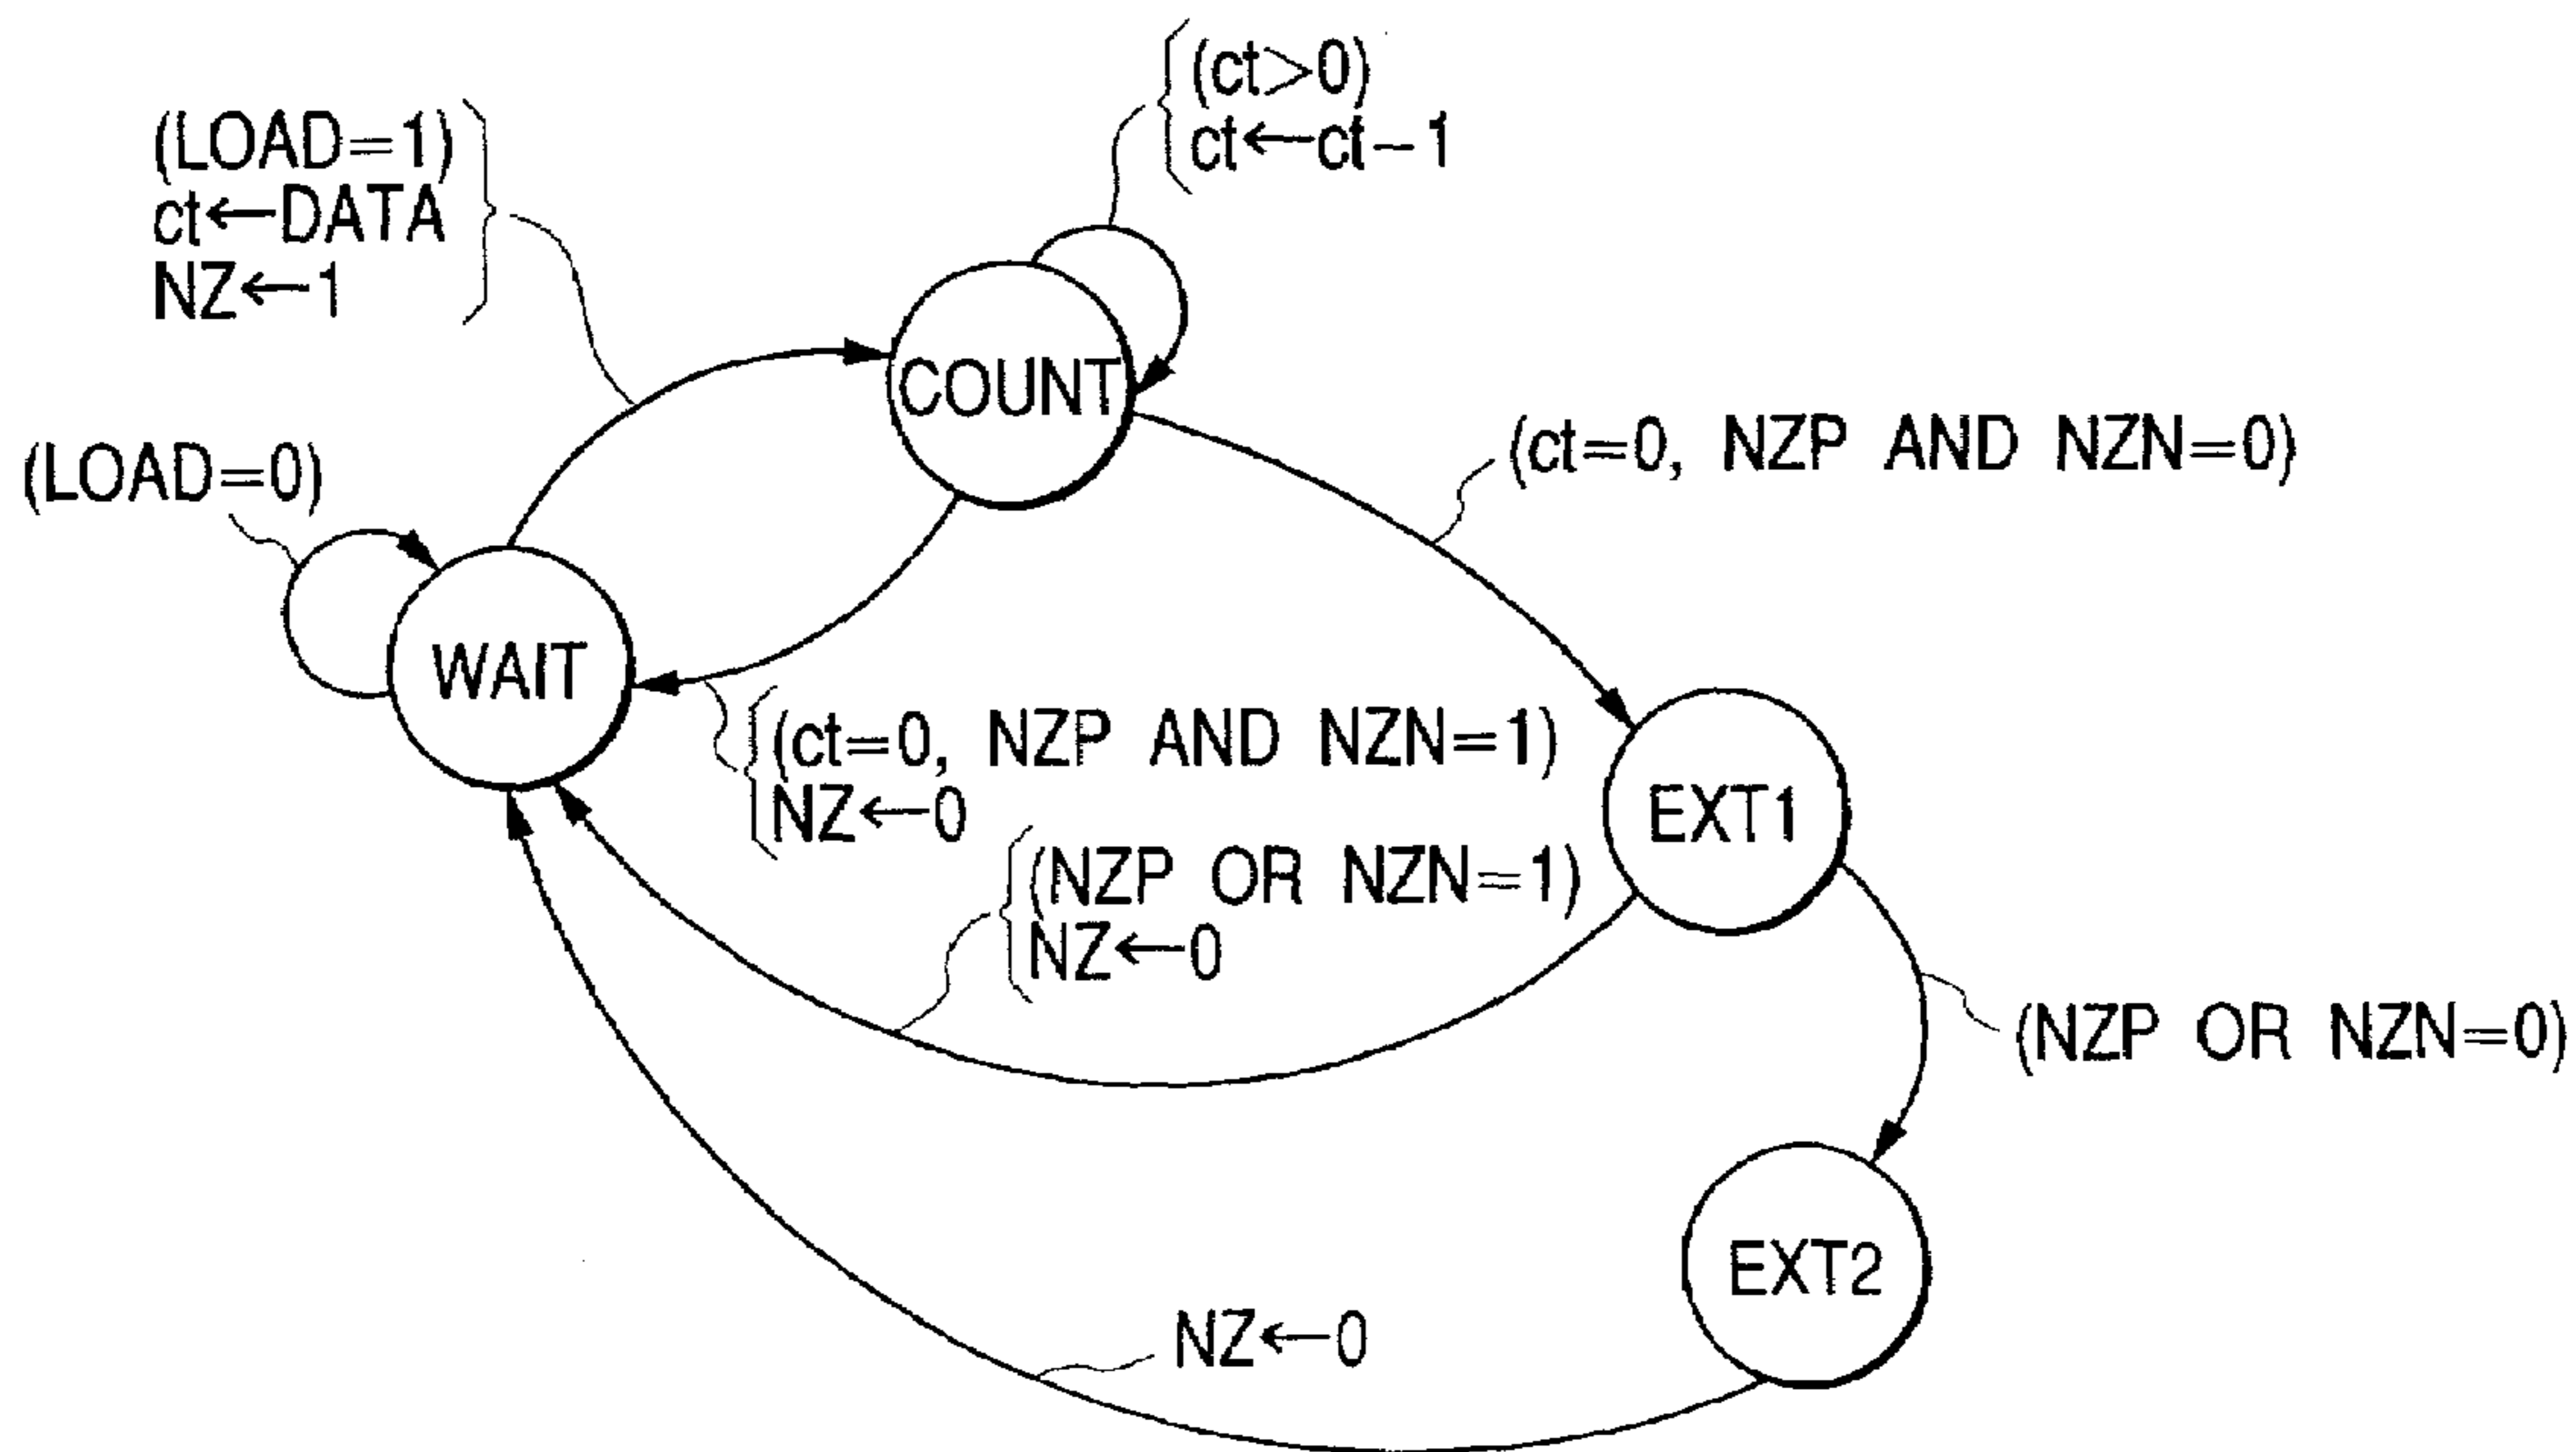 (ct>0)
ct←ct−1
(LOAD=1)
ct←DATA
NZ←1
COUNT
(ct=0, NZP AND NZN=0)
(LOAD=0)
WAIT
(ct=0, NZP AND NZN=1)
NZ←0
EXT1
(NZP OR NZN=1)
NZ←0
(NZP OR NZN=0)
EXT2
NZ←0